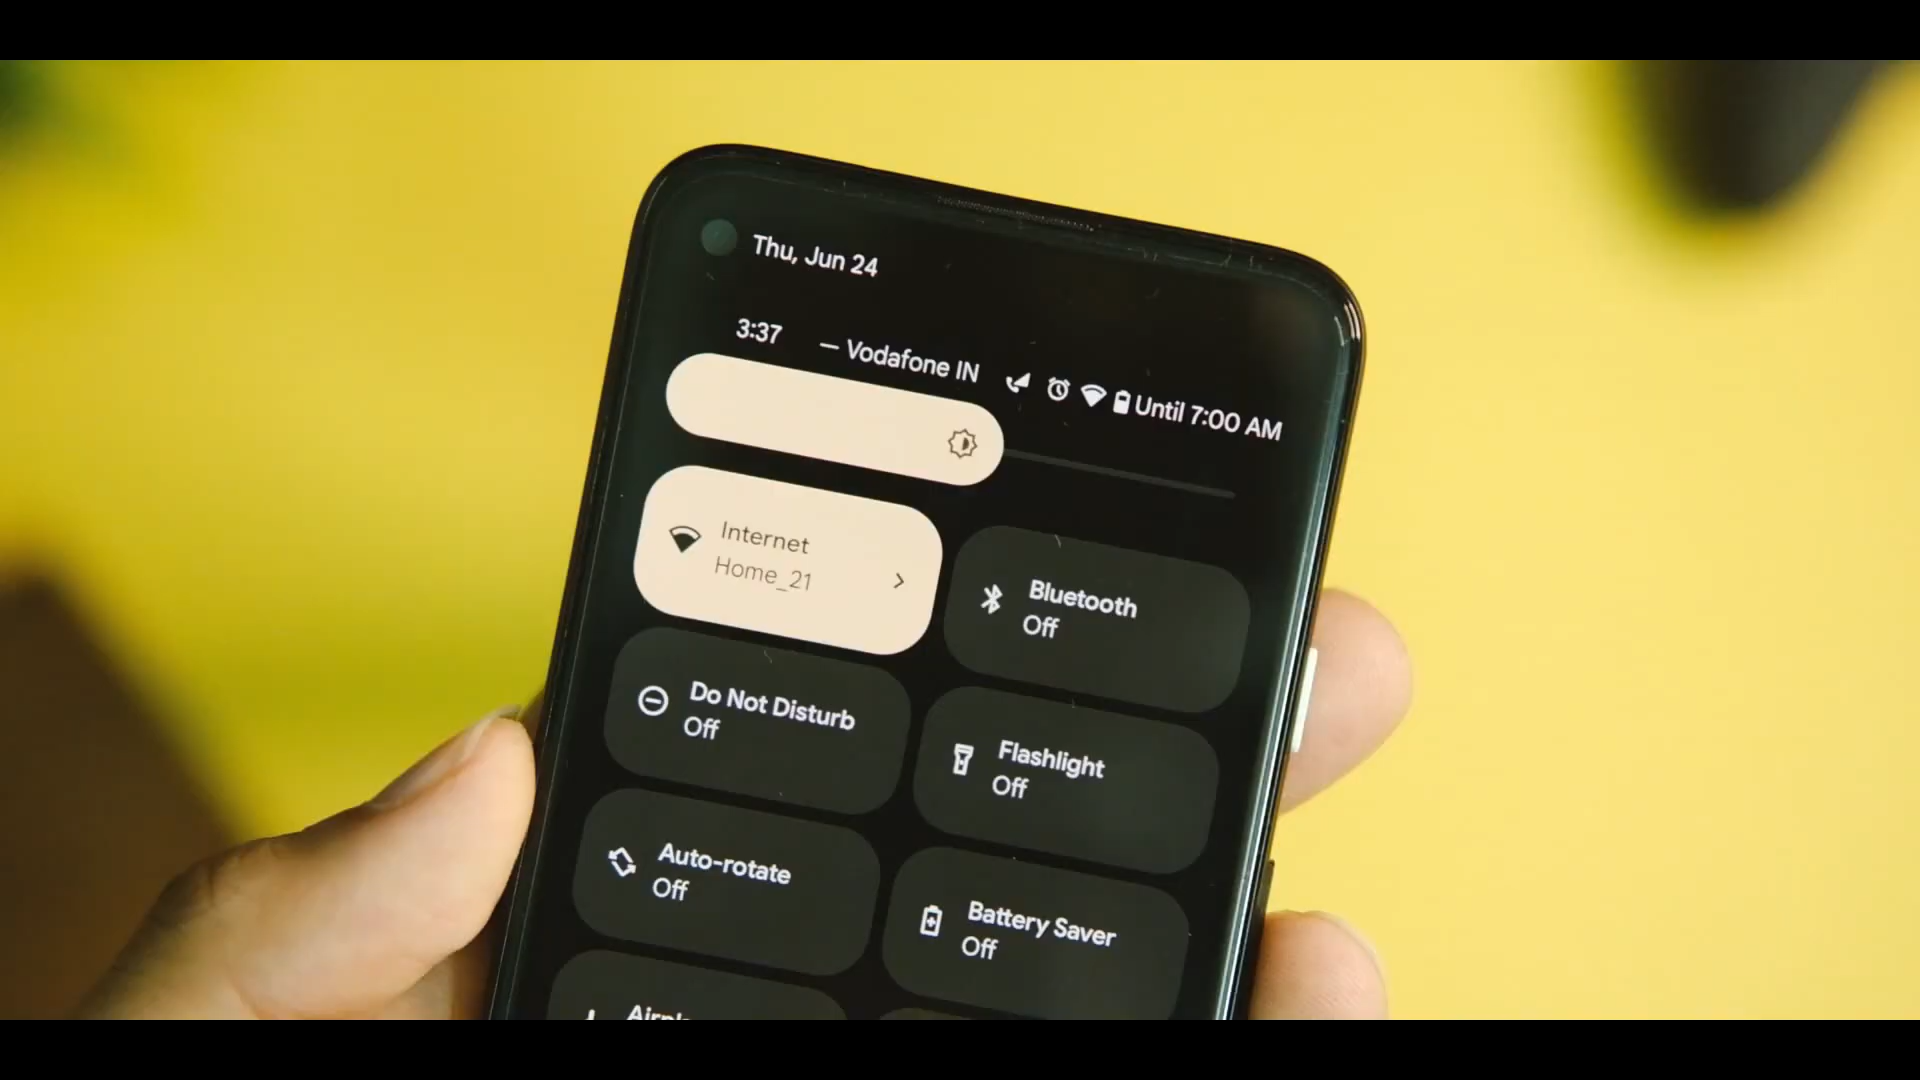 Thu, Jun 24
3:37
— Vodafone IN
Until 7:00 AM
Internet
Home_21
Bluetooth
Off
Do Not Disturb
Off
Flashlight
Off
Auto-rotate
Off
Battery Saver
Off